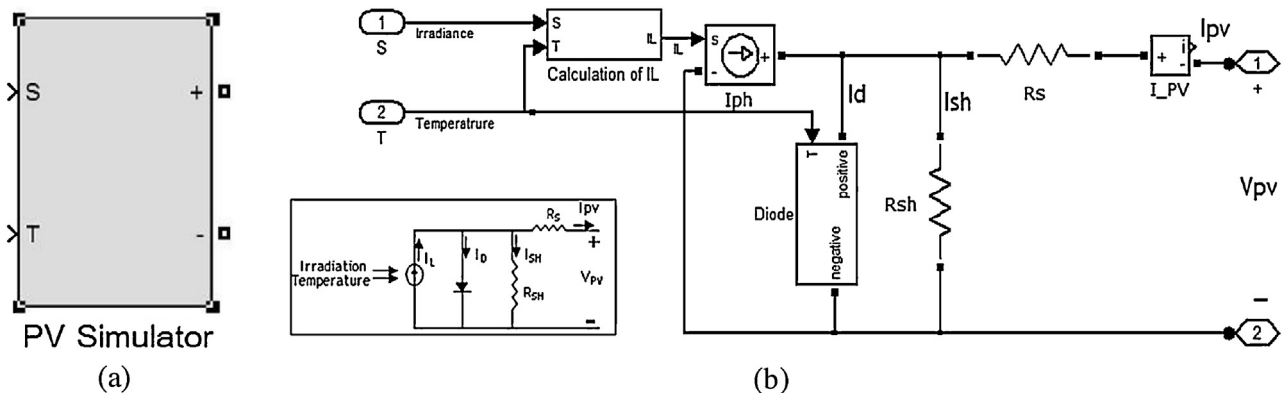 S
+
T
-
PV Simulator
(a)
1
S
Irradiance
S
T
IL
Calculation of IL
IL
2
T
Temperatrure
s
-
+
Iph
Id
Ish
Rs
+
i
-
I_PV
Ipv
1
+
T
positive
negative
Diode
Rsh
Vpv
−
2
Irradiation
Temperature
IL
ID
ISH
RSH
RS
Ipv
+
VPV
−
(b)